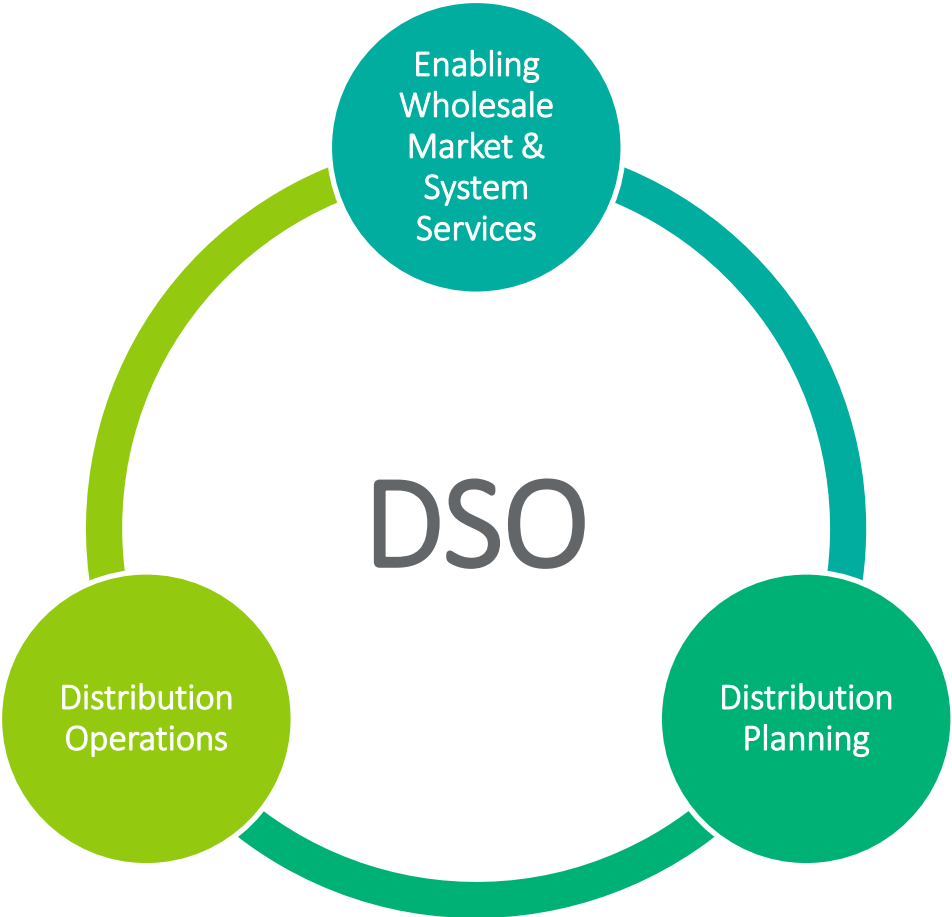 Enabling
Wholesale
Market &
System
Services
DSO
Distribution
Operations
Distribution
Planning